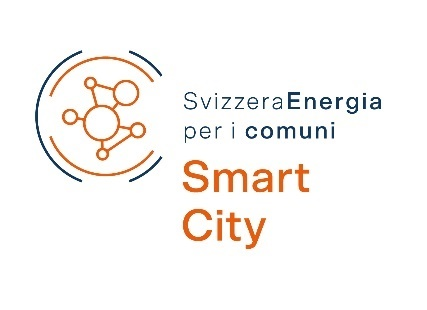 SvizzeraEnergia
per i comuni
Smart
City